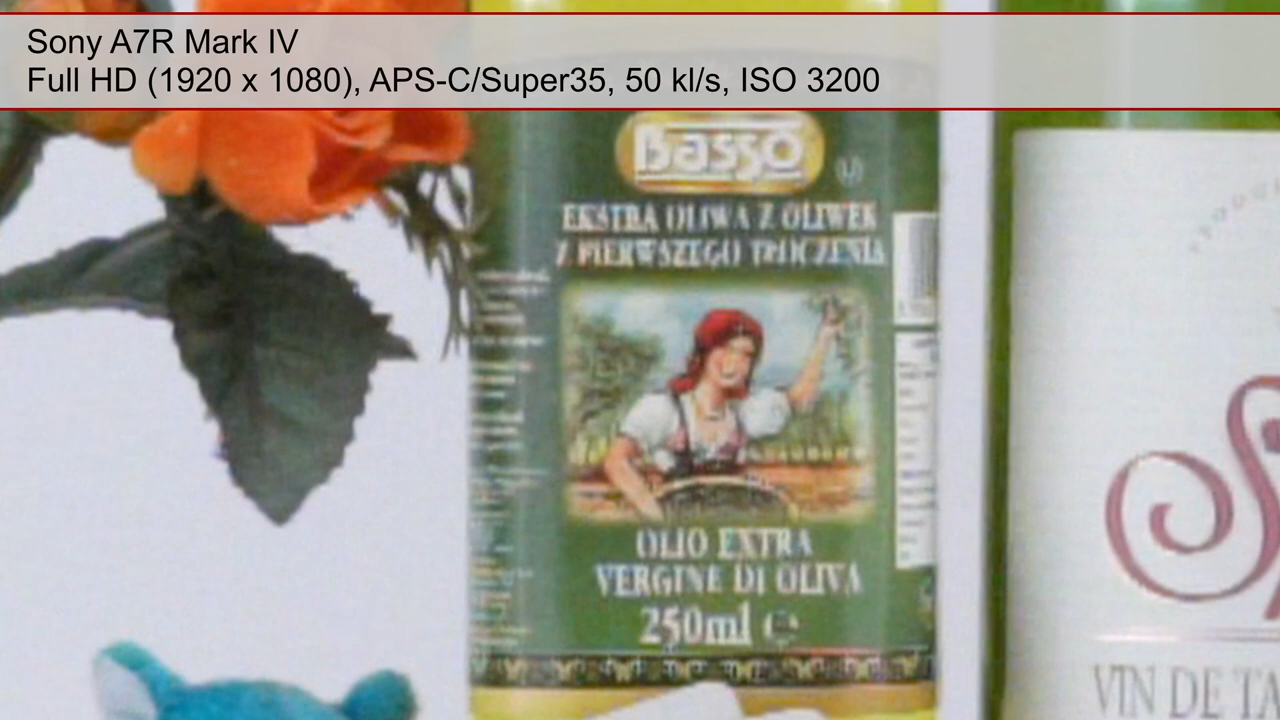 Sony A7R Mark IV
Full HD (1920 x 1080), APS-C/Super35, 50 kl/s, ISO 3200
Basso
EKSTRA OLIWA Z OLIWEK
Z PIERWSZEGO TŁOCZENIA
OLIO EXTRA
VERGINE DI OLIVA
250ml e
VIN DE TA